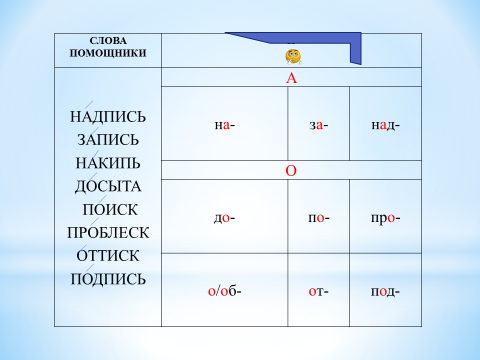 СЛОВА
ПОМОЩНИКИ
А
НАДПИСЬ
ЗАПИСЬ
НАКИПЬ
ДОСЫТА
ПОИСК
ПРОБЛЕСК
ОТТИСК
ПОДПИСЬ
на- за- над-
О
до- по- про-
о/об- от- под-